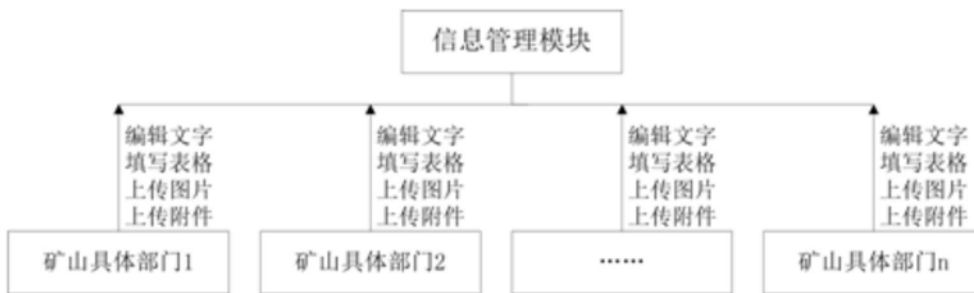 信息管理模块
编辑文字
填写表格
上传图片
上传附件
编辑文字
填写表格
上传图片
上传附件
编辑文字
填写表格
上传图片
上传附件
编辑文字
填写表格
上传图片
上传附件
矿山具体部门1
矿山具体部门2
……
矿山具体部门n